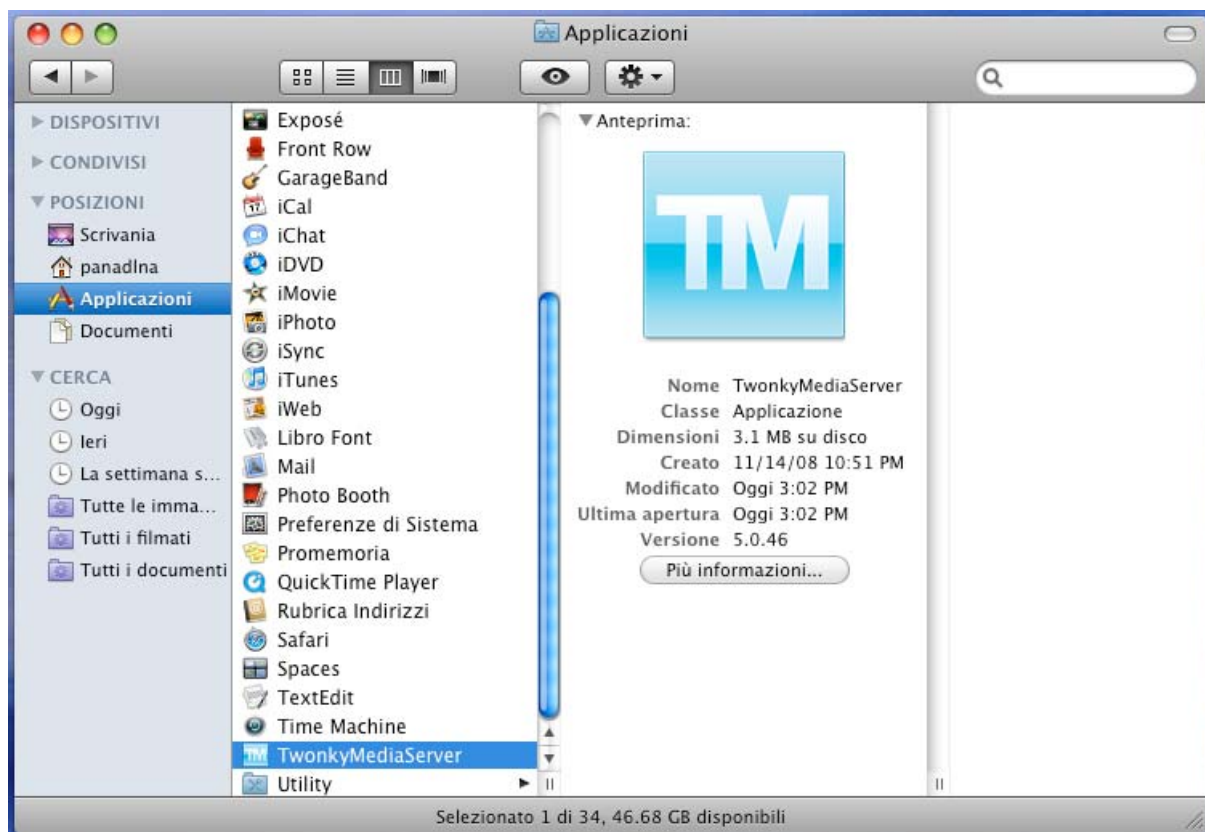 Applicazioni
DISPOSITIVI
CONDIVISI
POSIZIONI
Scrivania
panadlna
Applicazioni
Documenti
CERCA
Oggi
Ieri
La settimana s...
Tutte le imma...
Tutti i filmati
Tutti i documenti
Exposé
Front Row
GarageBand
iCal
iChat
iDVD
iMovie
iPhoto
iSync
iTunes
iWeb
Libro Font
Mail
Photo Booth
Preferenze di Sistema
Promemoria
QuickTime Player
Rubrica Indirizzi
Safari
Spaces
TextEdit
Time Machine
TwonkyMediaServer
Utility
Anteprima:
TM
Nome TwonkyMediaServer
Classe Applicazione
Dimensioni 3.1 MB su disco
Creato 11/14/08 10:51 PM
Modificato Oggi 3:02 PM
Ultima apertura Oggi 3:02 PM
Versione 5.0.46
Più informazioni...
Selezionato 1 di 34, 46.68 GB disponibili